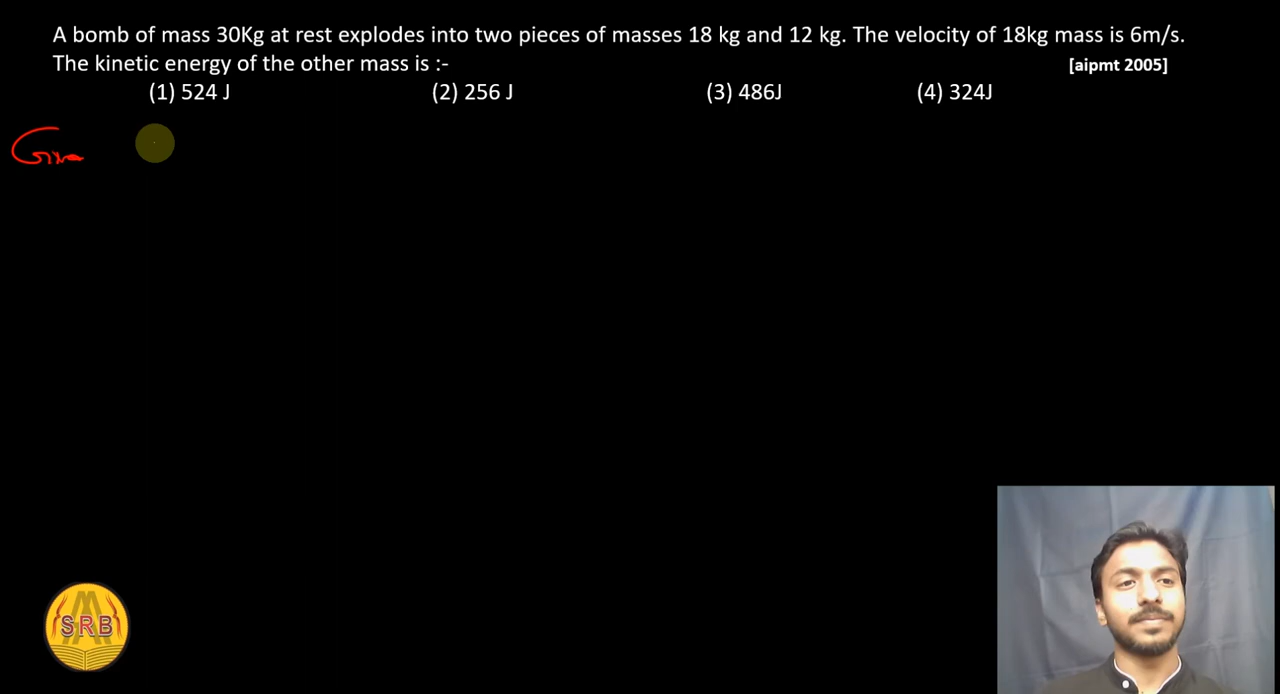 A bomb of mass 30Kg at rest explodes into two pieces of masses 18 kg and 12 kg. The velocity of 18kg mass is 6m/s.
The kinetic energy of the other mass is :- [aipmt 2005]
(1) 524 J (2) 256 J (3) 486J (4) 324J
SRB